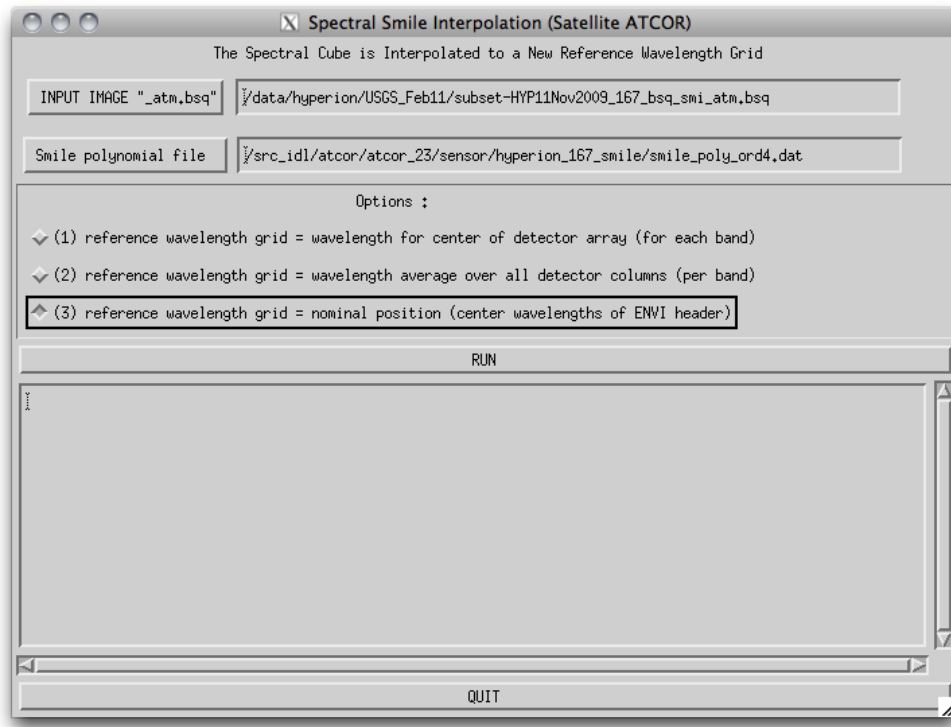 X Spectral Smile Interpolation (Satellite ATCOR)
The Spectral Cube is Interpolated to a New Reference Wavelength Grid
INPUT IMAGE "_atm.bsq" /data/hyperion/USGS_Feb11/subset-HYP11Nov2009_167_bsq_smi_atm.bsq
Smile polynomial file /src_idl/atcor/atcor_23/sensor/hyperion_167_smile/smile_poly_ord4.dat
Options :
(1) reference wavelength grid = wavelength for center of detector array (for each band)
(2) reference wavelength grid = wavelength average over all detector columns (per band)
(3) reference wavelength grid = nominal position (center wavelengths of ENVI header)
RUN
QUIT